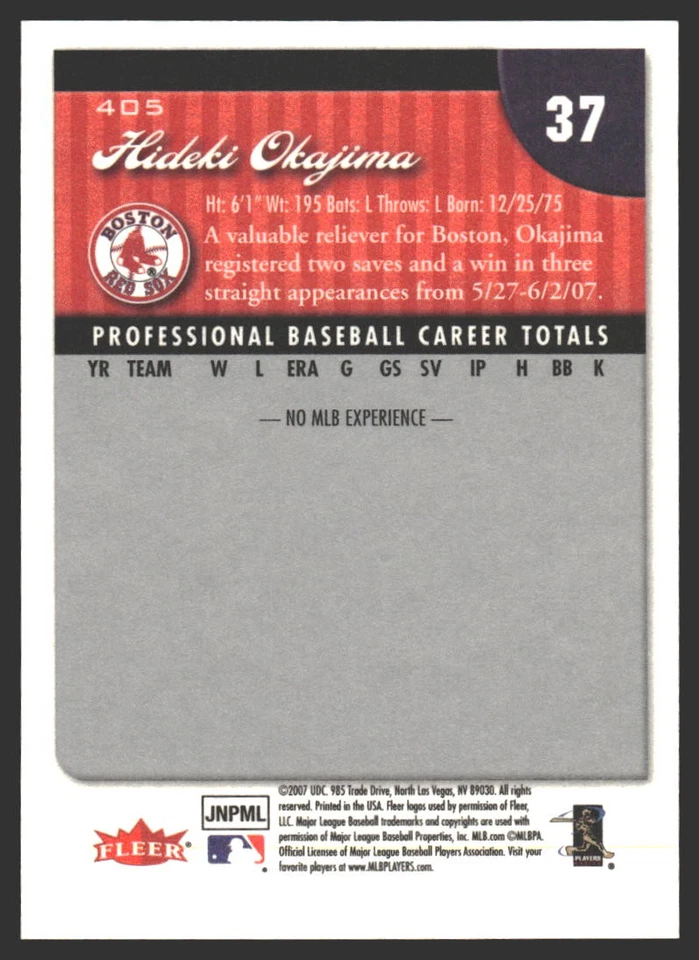 405
37
Hideki Okajima
Ht: 6'1" Wt: 195 Bats: L Throws: L Born: 12/25/75
BOSTON
RED SOX
®
A valuable reliever for Boston, Okajima
registered two saves and a win in three
straight appearances from 5/27-6/2/07.
PROFESSIONAL BASEBALL CAREER TOTALS
YR TEAM W L ERA G GS SV IP H BB K
— NO MLB EXPERIENCE —
JNPML
FLEER®
©2007 UDC. 985 Trade Drive, North Las Vegas, NV 89030. All rights
reserved. Printed in the USA. Fleer logos used by permission of Fleer,
LLC. Major League Baseball trademarks and copyrights are used with
permission of Major League Baseball Properties, Inc. MLB.com ©MLBPA.
Official Licensee of Major League Baseball Players Association. Visit your
favorite players at www.MLBPLAYERS.com.
PLAYERS
®